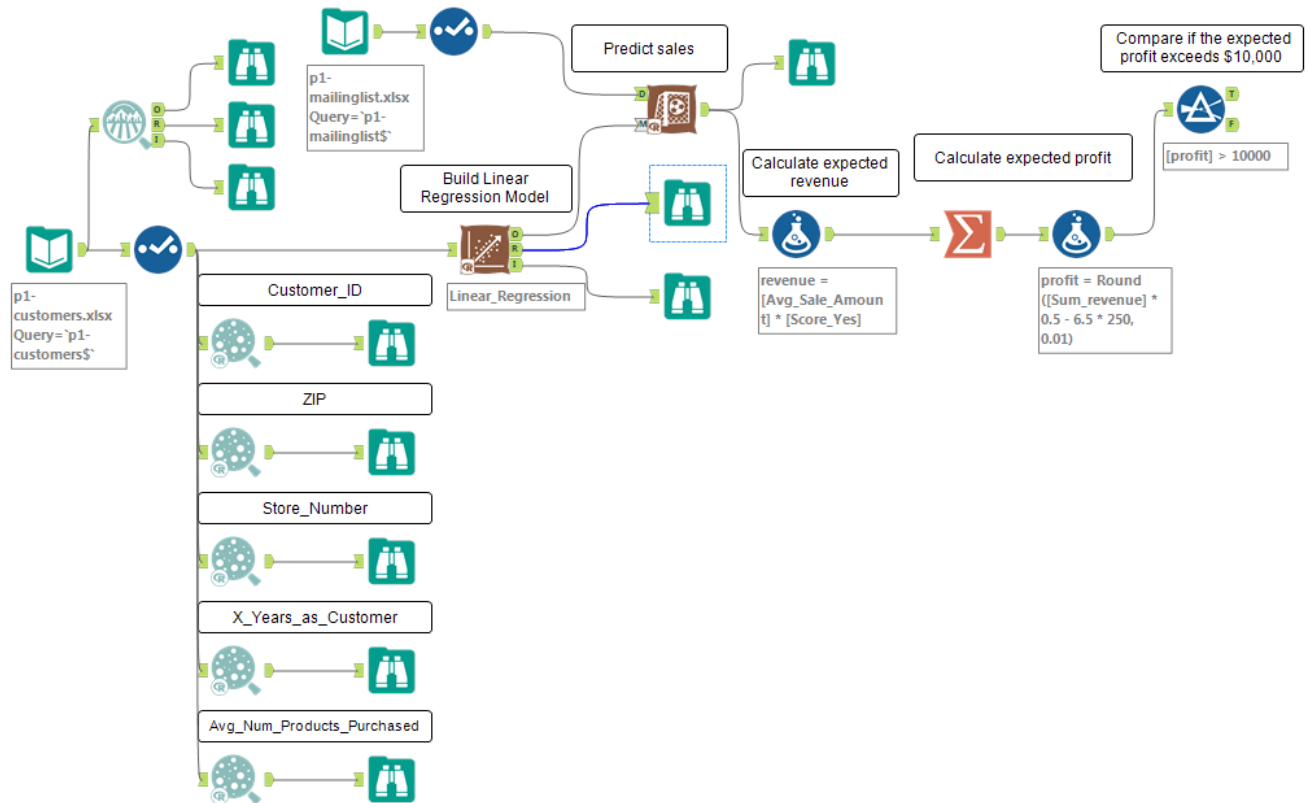 p1-
mailinglist.xlsx
Query=`p1-
mailinglist$`
Predict sales
Compare if the expected
profit exceeds $10,000
O
R
I
D
M
R
T
F
[profit] > 10000
Build Linear
Regression Model
Calculate expected
revenue
Calculate expected profit
p1-
customers.xlsx
Query=`p1-
customers$`
O
R
I
R
Linear_Regression
revenue =
[Avg_Sale_Amoun
t] * [Score_Yes]
Σ
profit = Round
([Sum_revenue] *
0.5 - 6.5 * 250,
0.01)
Customer_ID
R
ZIP
R
Store_Number
R
X_Years_as_Customer
R
Avg_Num_Products_Purchased
R